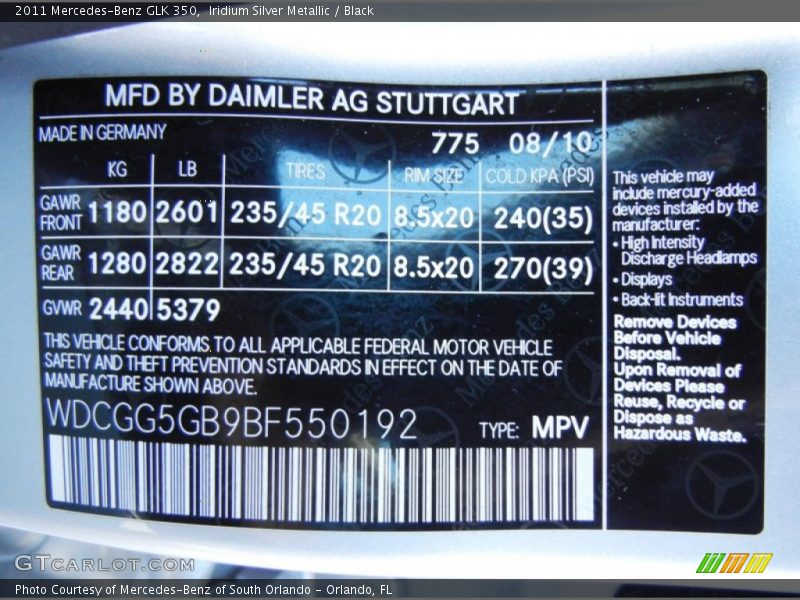 2011 Mercedes-Benz GLK 350, Iridium Silver Metallic / Black
MFD BY DAIMLER AG STUTTGART
MADE IN GERMANY 775 08/10
KG LB TIRES RIM SIZE COLD KPA (PSI)
GAWR FRONT 1180 2601 235/45 R20 8.5x20 240(35)
GAWR REAR 1280 2822 235/45 R20 8.5x20 270(39)
GVWR 2440 5379
THIS VEHICLE CONFORMS TO ALL APPLICABLE FEDERAL MOTOR VEHICLE
SAFETY AND THEFT PREVENTION STANDARDS IN EFFECT ON THE DATE OF
MANUFACTURE SHOWN ABOVE.
WDCGG5GB9BF550192 TYPE: MPV
This vehicle may
include mercury-added
devices installed by the
manufacturer:
• High Intensity
Discharge Headlamps
• Displays
• Back-lit Instruments
Remove Devices
Before Vehicle
Disposal.
Upon Removal of
Devices Please
Reuse, Recycle or
Dispose as
Hazardous Waste.
GTCARLOT.COM
Photo Courtesy of Mercedes-Benz of South Orlando - Orlando, FL